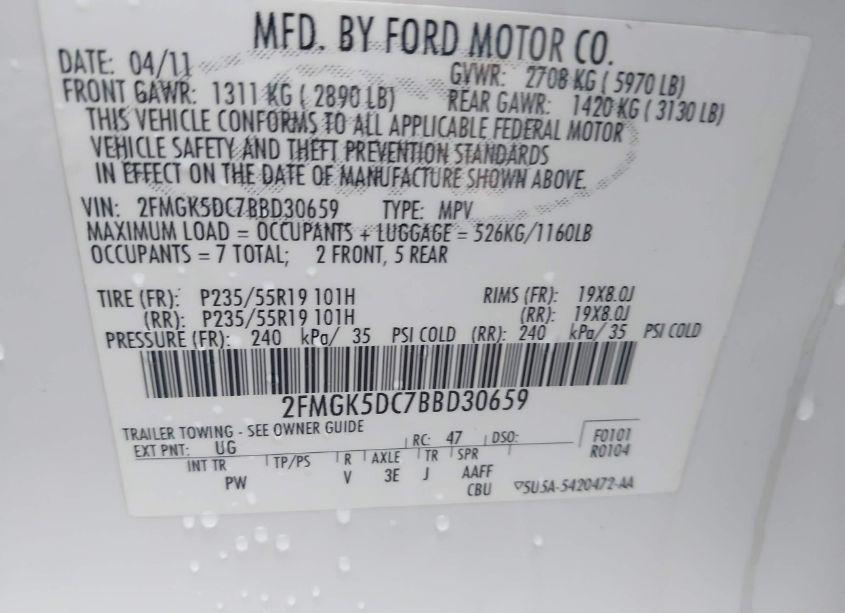 MFD. BY FORD MOTOR CO.
DATE: 04/11 GVWR: 2708 KG ( 5970 LB)
FRONT GAWR: 1311 KG ( 2890 LB) REAR GAWR: 1420 KG ( 3130 LB)
THIS VEHICLE CONFORMS TO ALL APPLICABLE FEDERAL MOTOR
VEHICLE SAFETY AND THEFT PREVENTION STANDARDS
IN EFFECT ON THE DATE OF MANUFACTURE SHOWN ABOVE.
VIN: 2FMGK5DC7BBD30659 TYPE: MPV
MAXIMUM LOAD = OCCUPANTS + LUGGAGE = 526KG/1160LB
OCCUPANTS = 7 TOTAL; 2 FRONT, 5 REAR
TIRE (FR): P235/55R19 101H RIMS (FR): 19X8.0J
(RR): P235/55R19 101H (RR): 19X8.0J
PRESSURE (FR): 240 kPa/ 35 PSI COLD (RR): 240 kPa/ 35 PSI COLD
2FMGK5DC7BBD30659
TRAILER TOWING - SEE OWNER GUIDE
EXT PNT: UG RC: 47 DSO: F0101
R0104
INT TR TP/PS R AXLE TR SPR
PW V 3E J AAFF
CBU ▽5U5A-5420472-AA